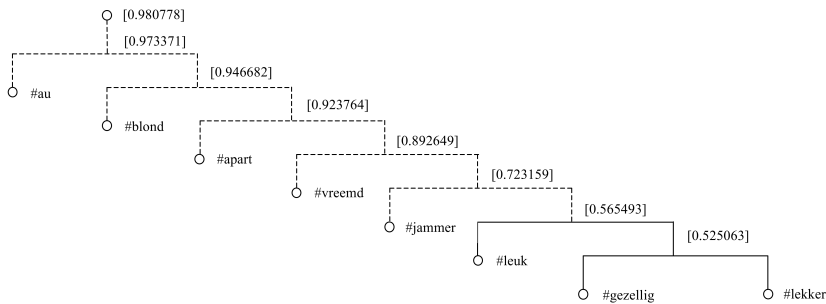 [0.980778]
[0.973371]
[0.946682]
#au
[0.923764]
#blond
[0.892649]
#apart
[0.723159]
#vreemd
[0.565493]
#jammer
[0.525063]
#leuk
#gezellig
#lekker